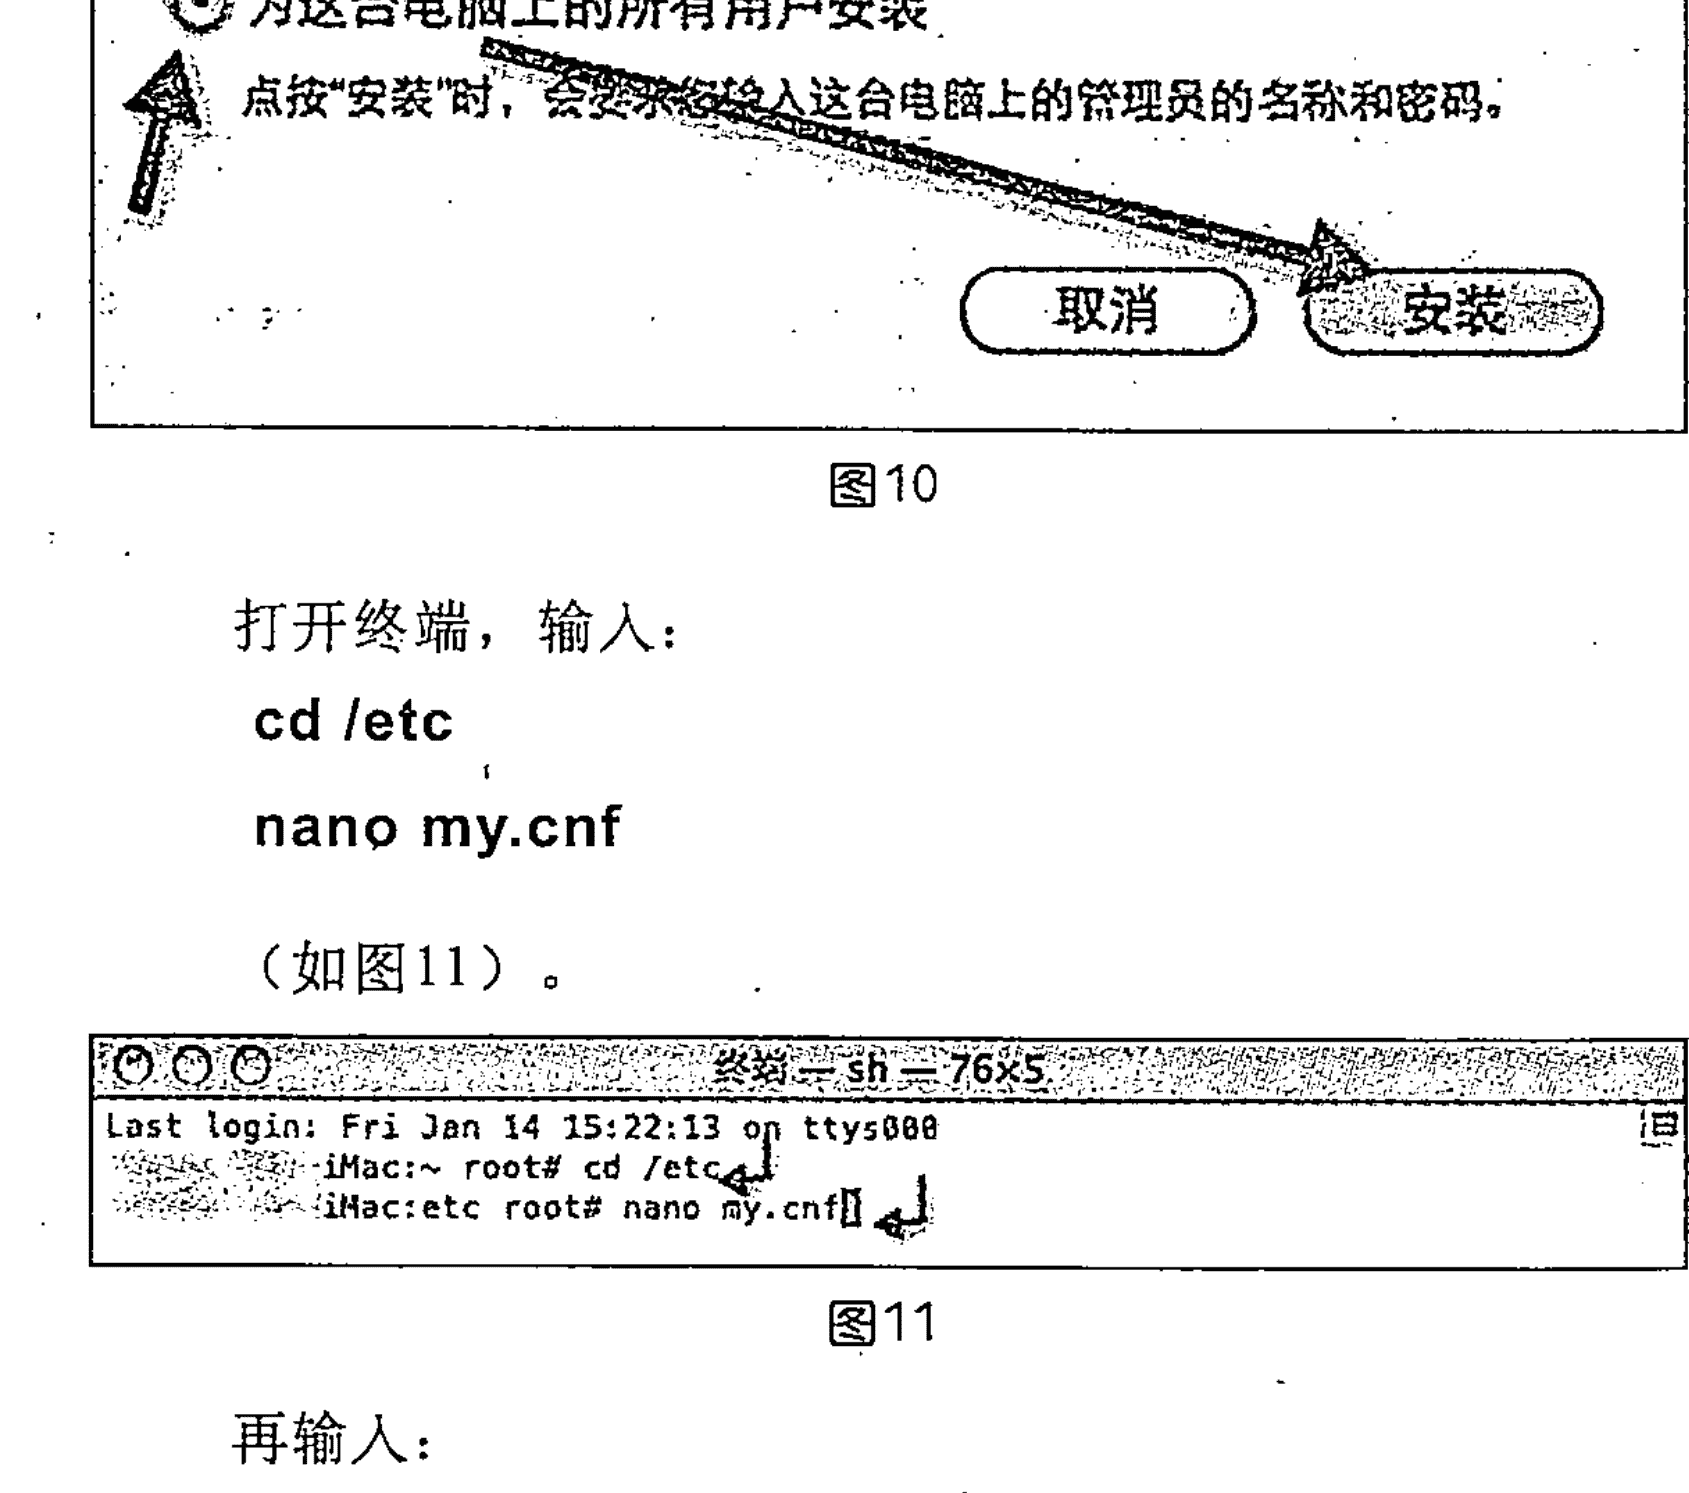 为这台电脑上的所有用户安装
点按“安装”时，会要求您输入这台电脑上的管理员的名称和密码。
取消 安装
图10
打开终端，输入：
cd /etc
nano my.cnf
（如图11）。
终端 — sh — 76x5
Last login: Fri Jan 14 15:22:13 on ttys000
iMac:~ root# cd /etc
iMac:etc root# nano my.cnf
图11
再输入：